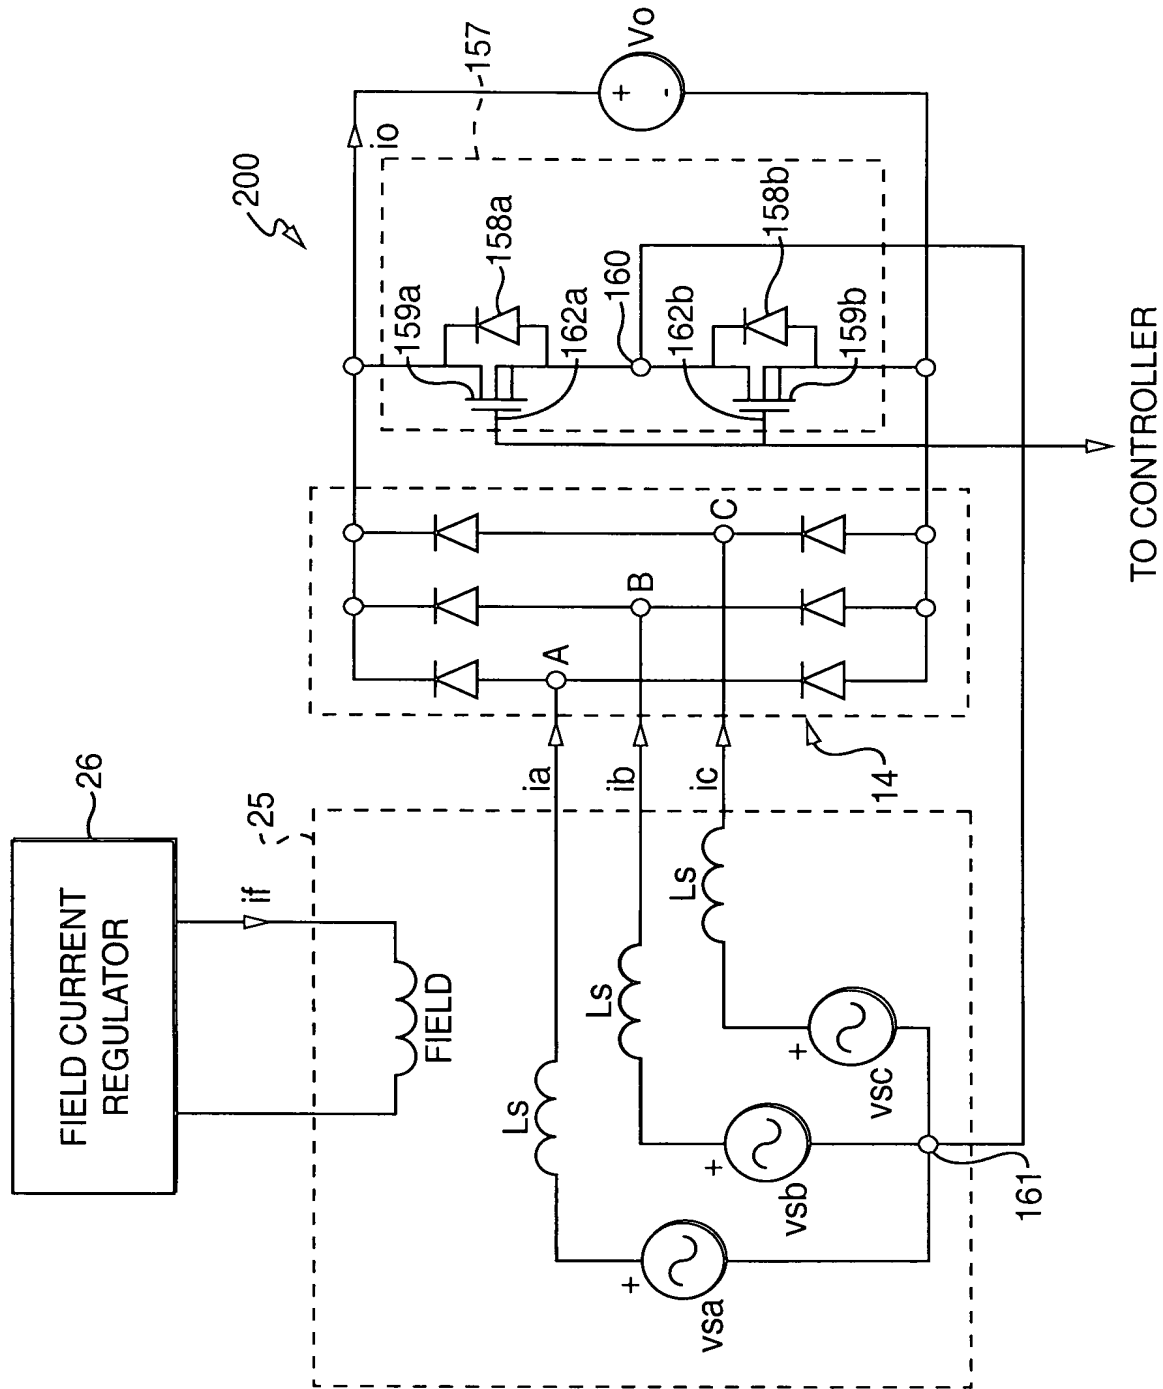 FIELD CURRENT
REGULATOR
26
if
25
FIELD
Ls
Ls
Ls
+
vsa
+
vsb
+
vsc
161
ia
ib
ic
14
A
B
C
200
io
157
159a
158a
162a
160
162b
158b
159b
+
-
Vo
TO CONTROLLER